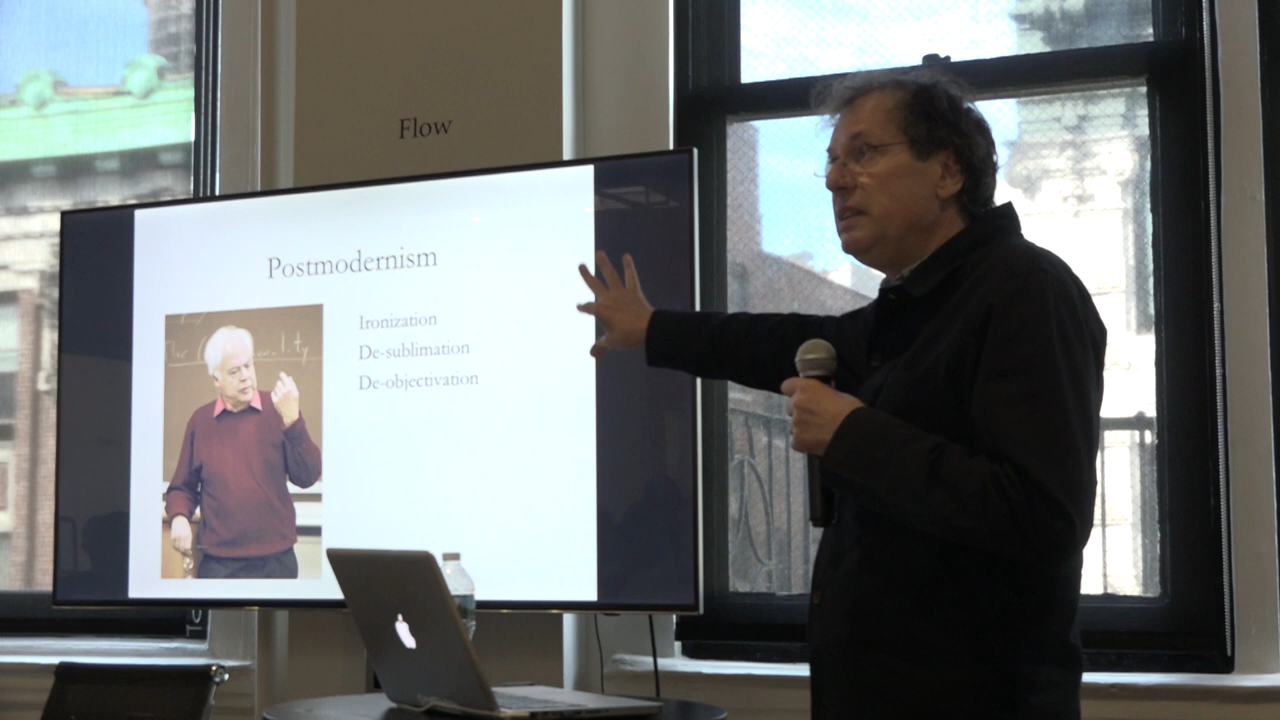 Flow
Postmodernism
Ironization
De-sublimation
De-objectivation